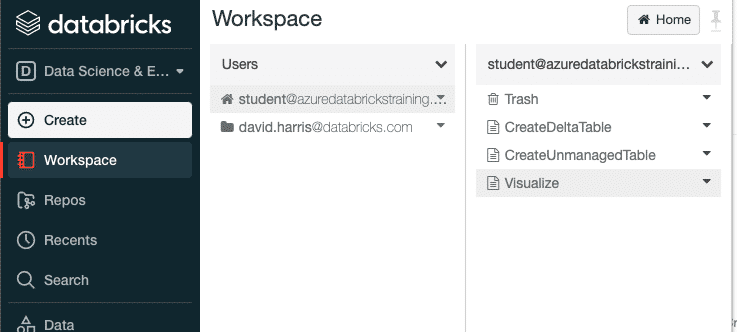 databricks
D Data Science & E...
Create
Workspace
Repos
Recents
Search
Data
Workspace
Home
Users
student@azuredatabrickstraining....
david.harris@databricks.com
student@azuredatabrickstraini...
Trash
CreateDeltaTable
CreateUnmanagedTable
Visualize